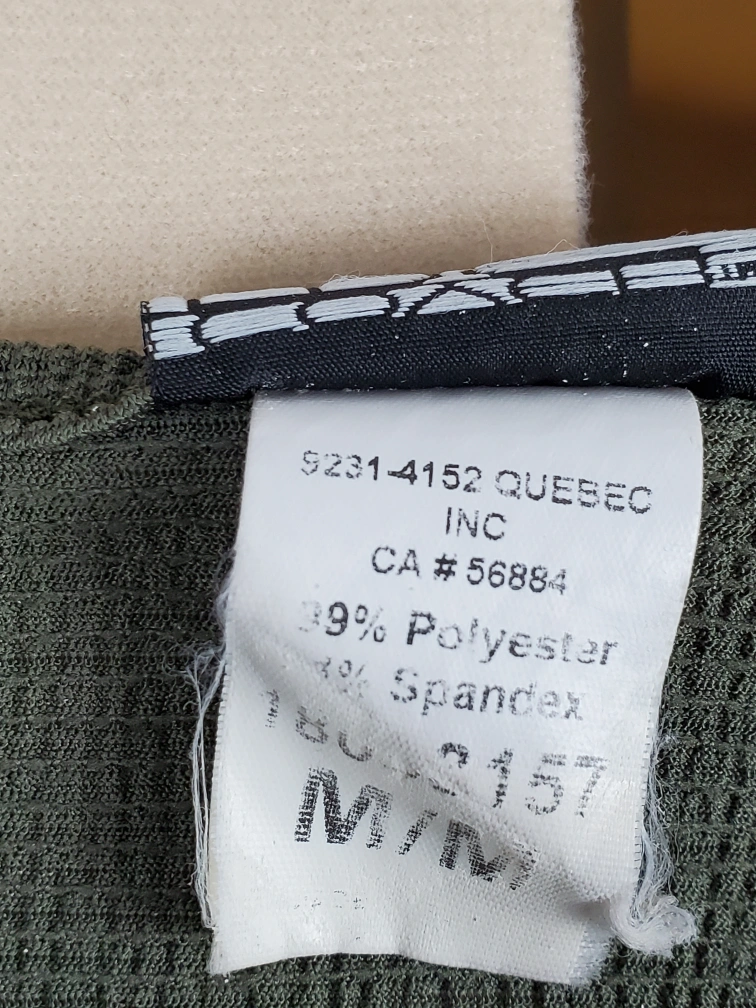 9231-4152 QUEBEC
INC
CA # 56884
Polyester
Spandex
M/M